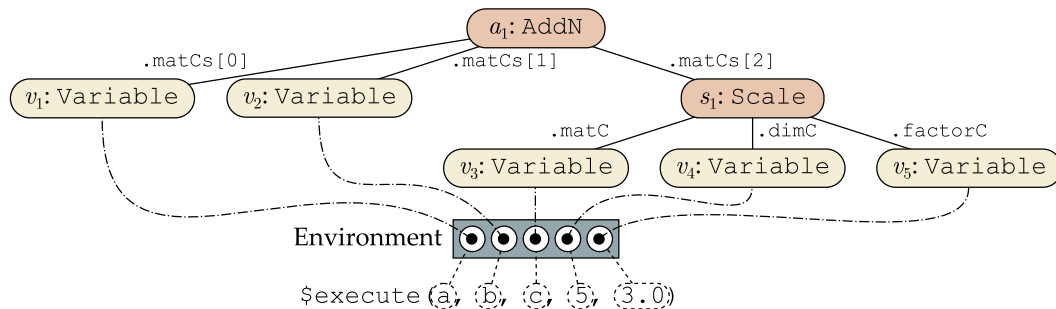 a₁: AddN
.matCs[0] .matCs[1] .matCs[2]
v₁: Variable v₂: Variable s₁: Scale
.matC .dimC .factorC
v₃: Variable v₄: Variable v₅: Variable
Environment
$execute(a, b, c, 5, 3.0)